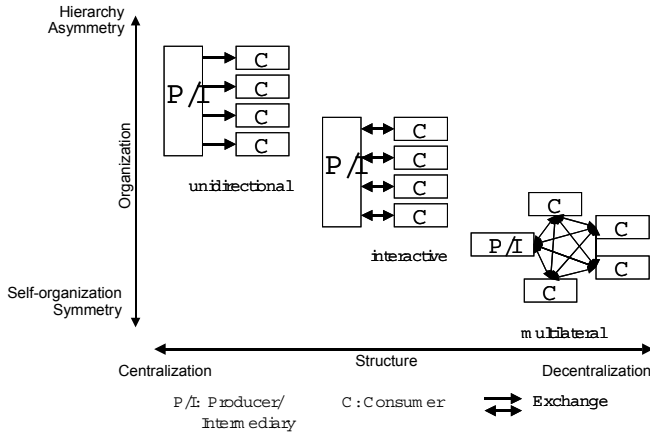 Hierarchy
Asymmetry
Organization
Self-organization
Symmetry
P/I
C
C
C
C
unidirectional
P/I
C
C
C
C
interactive
P/I
C
C
C
C
multilateral
Structure
Centralization
Decentralization
P/I: Producer/
Intermediary
C: Consumer
Exchange